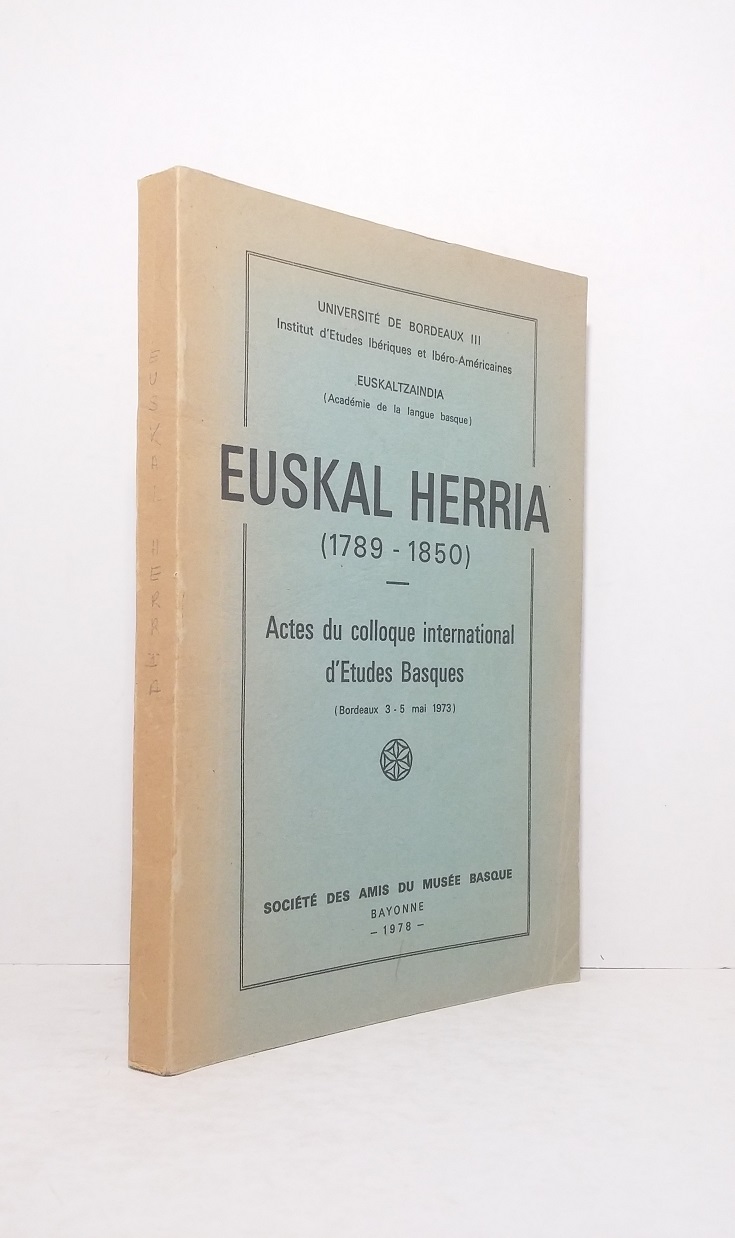 EUSKAL HERRIA
UNIVERSITÉ DE BORDEAUX III
Institut d'Etudes Ibériques et Ibéro-Américaines
EUSKALTZAINDIA
(Académie de la langue basque)
EUSKAL HERRIA
(1789 - 1850)
Actes du colloque international
d'Etudes Basques
(Bordeaux 3 - 5 mai 1973)
SOCIÉTÉ DES AMIS DU MUSÉE BASQUE
BAYONNE
– 1978 –